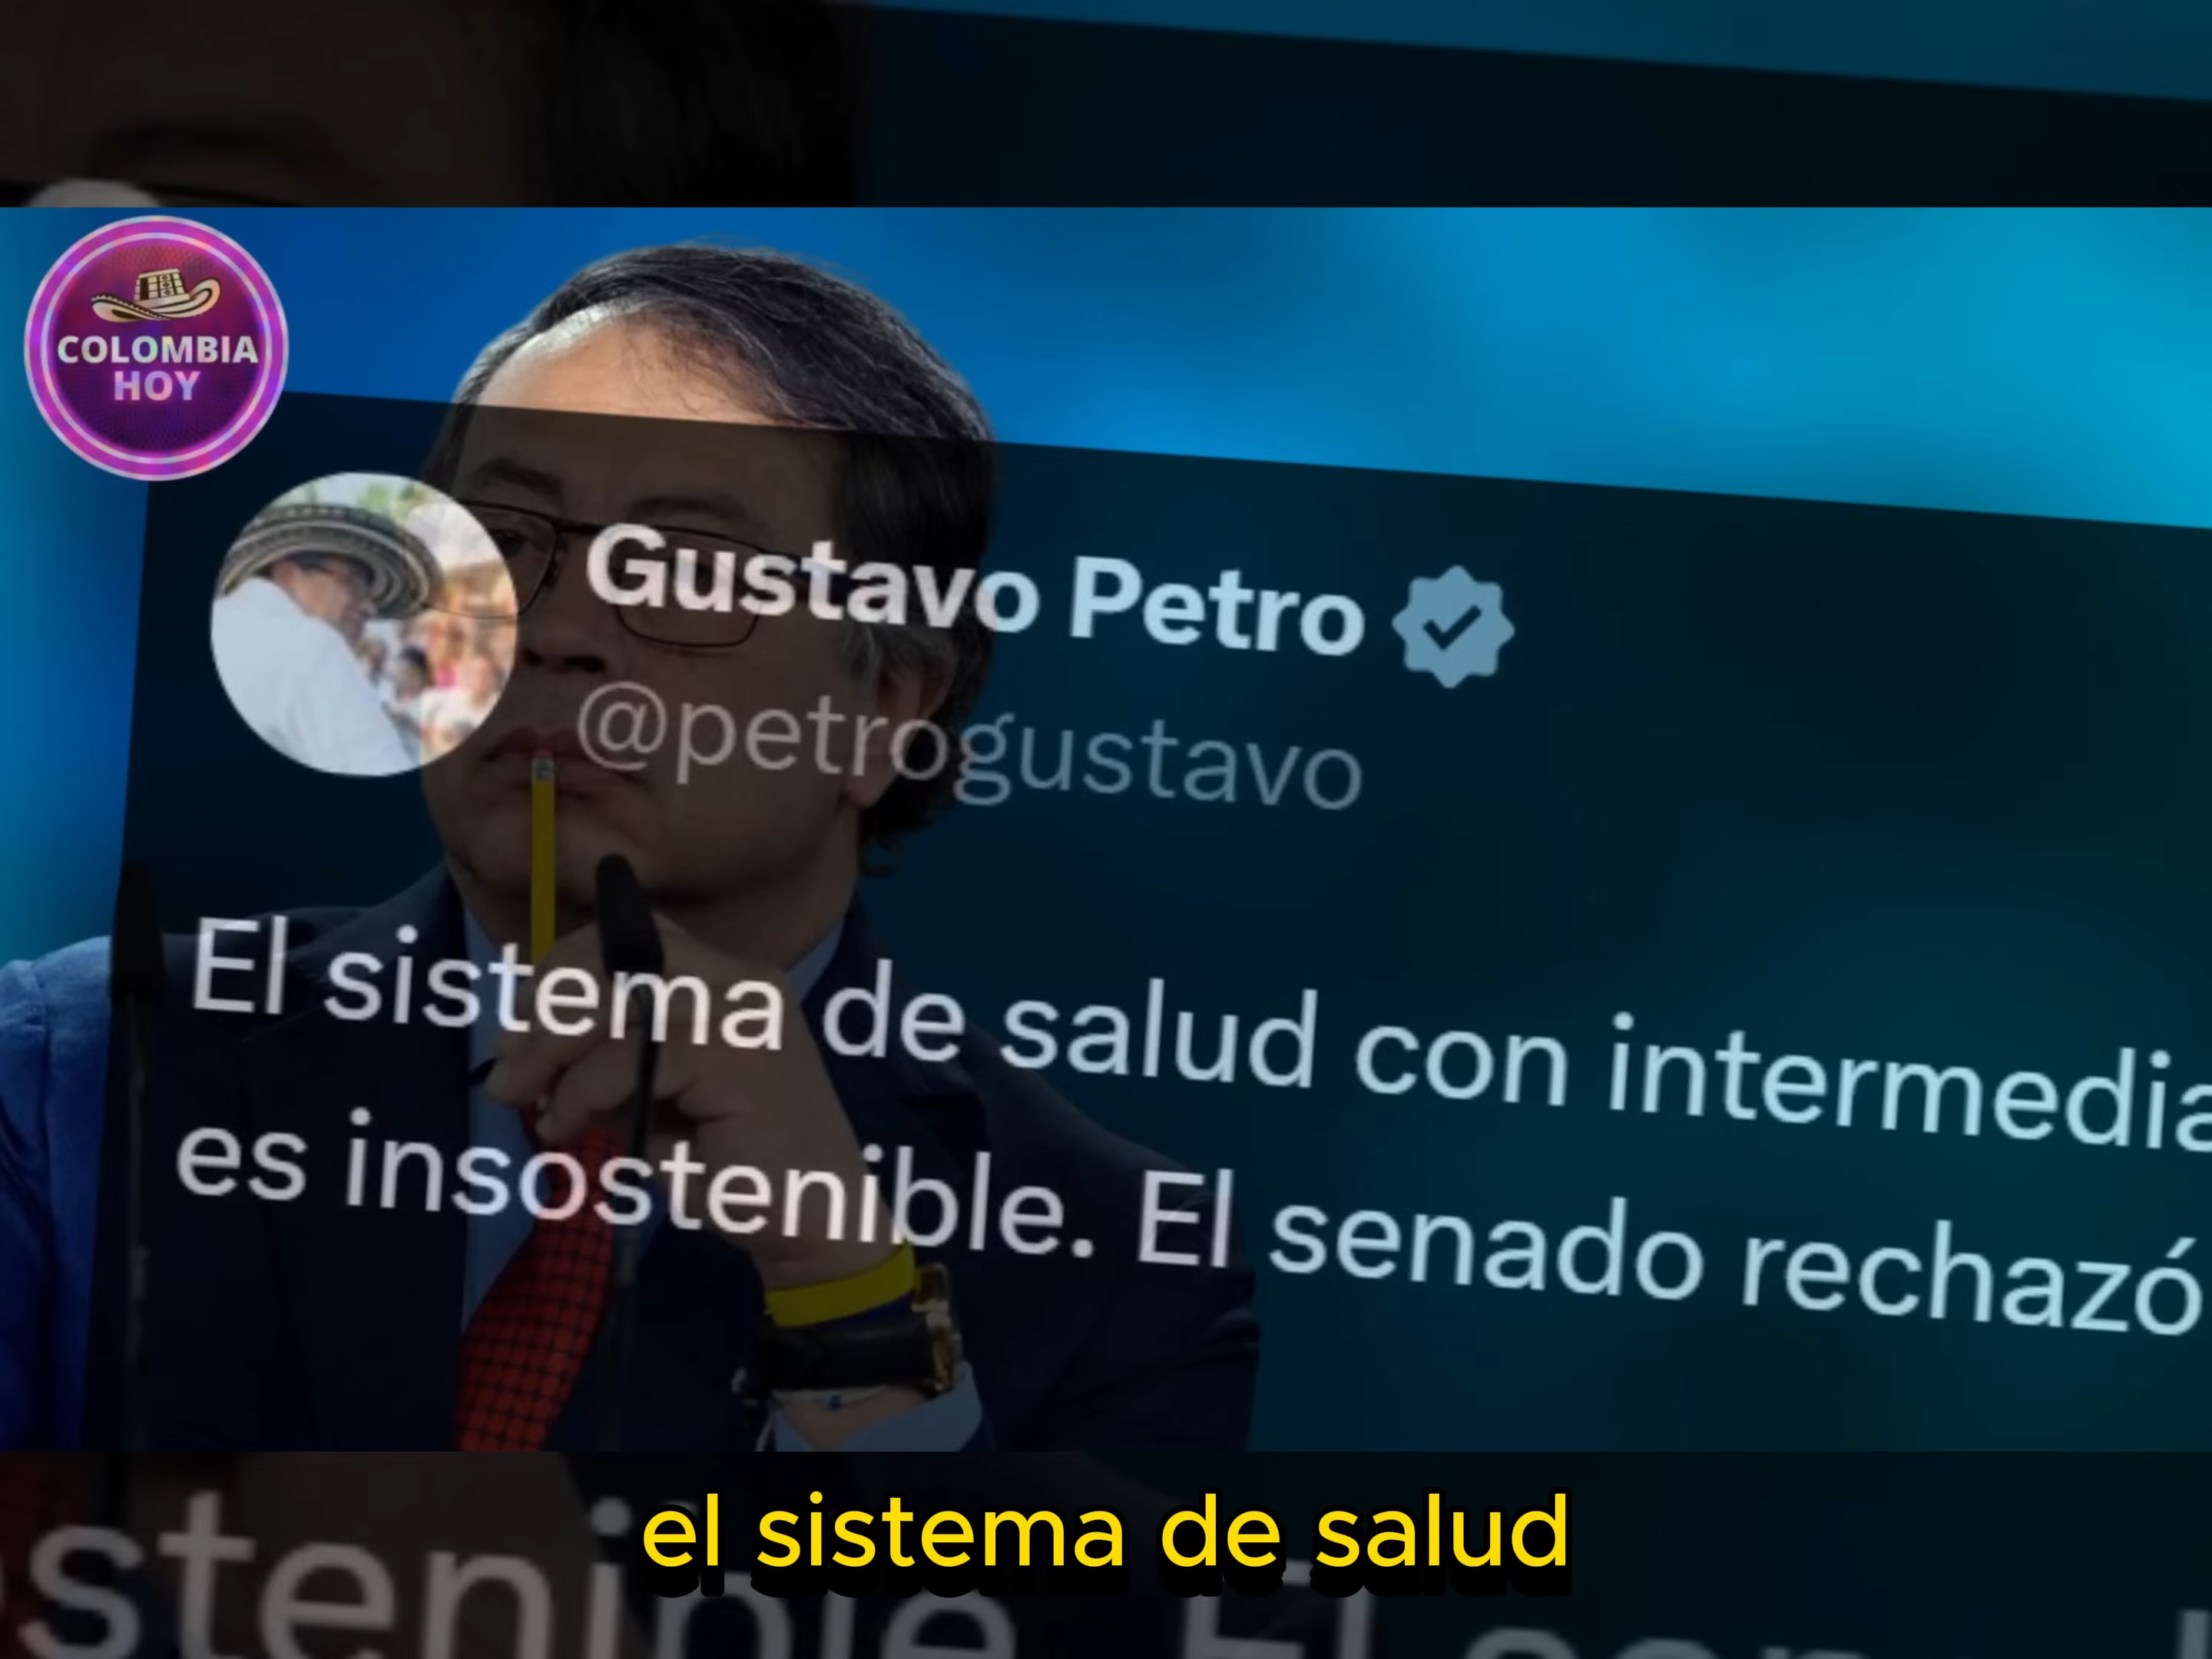 COLOMBIA
HOY
Gustavo Petro
@petrogustavo
El sistema de salud con
es insostenible. El senado rechazó
el sistema de salud